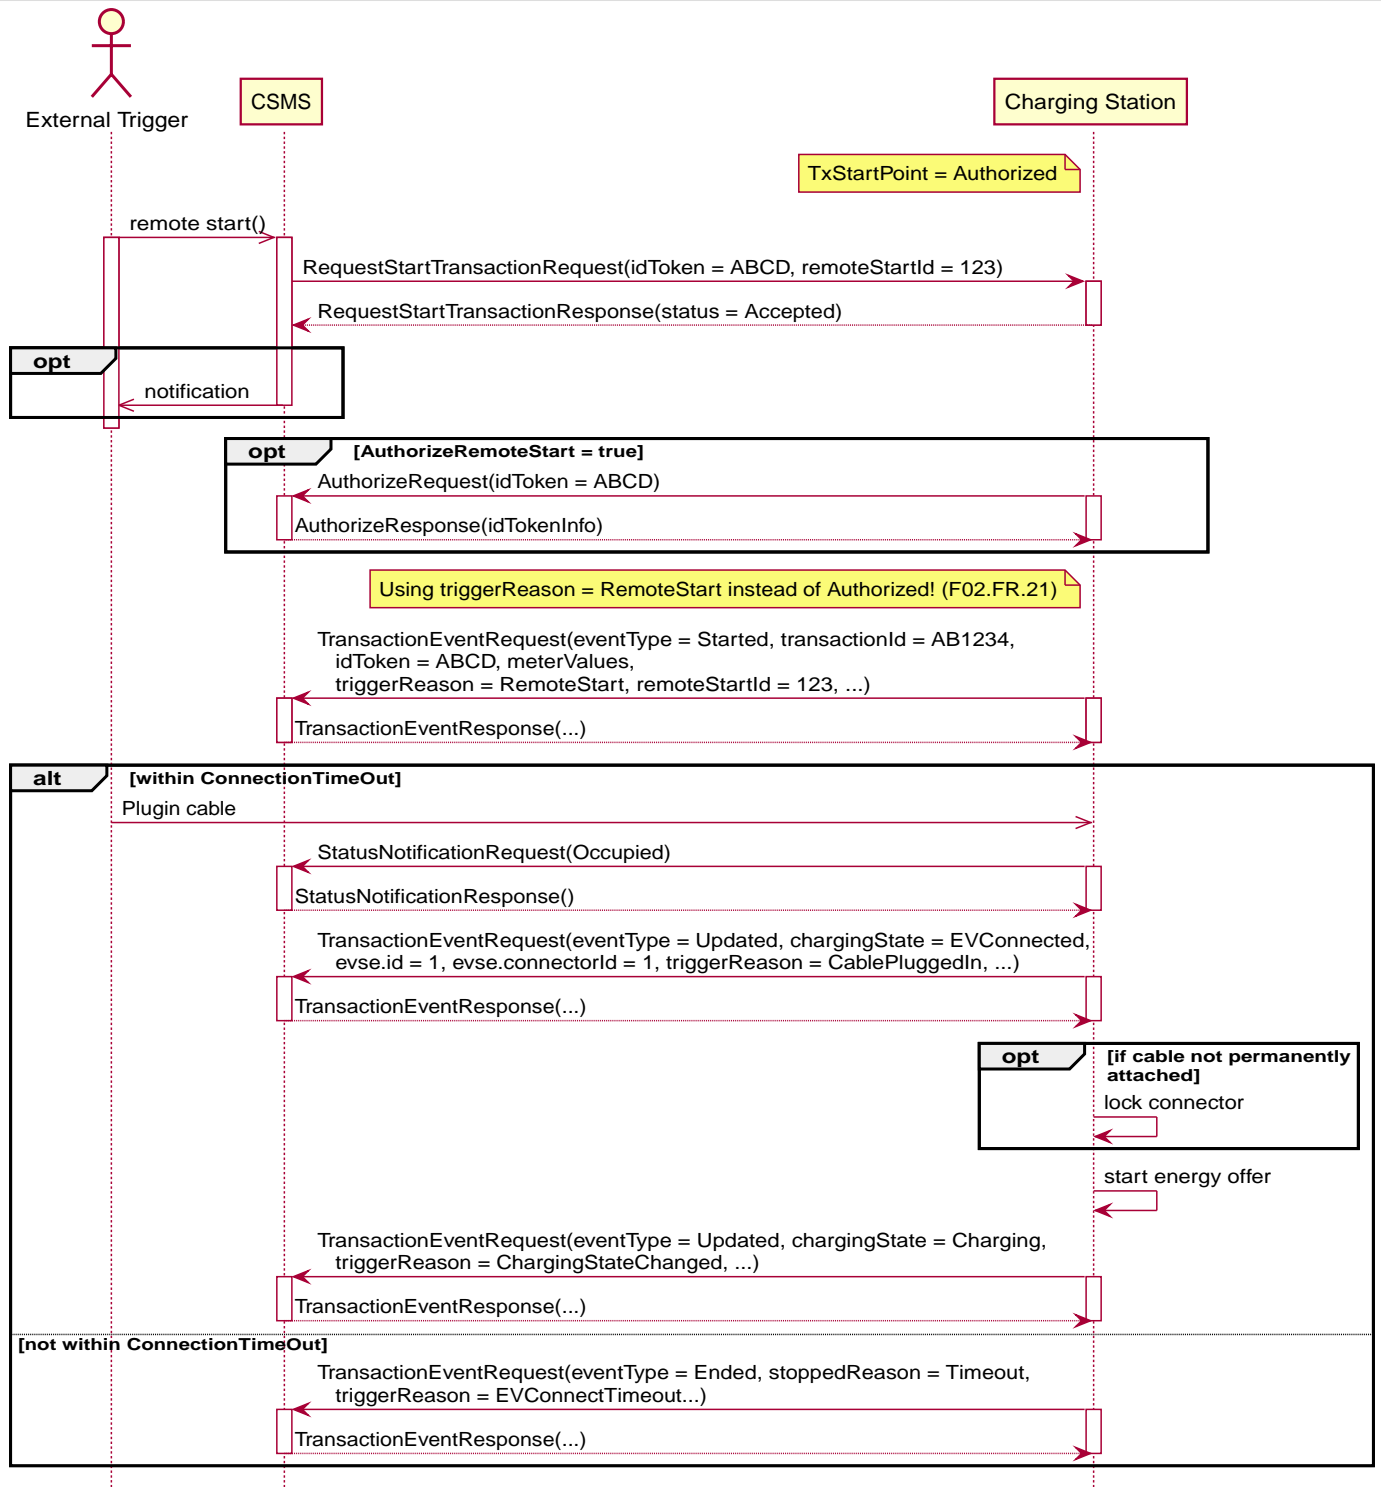 External Trigger
CSMS
Charging Station
TxStartPoint = Authorized
remote start()
RequestStartTransactionRequest(idToken = ABCD, remoteStartId = 123)
RequestStartTransactionResponse(status = Accepted)
opt
notification
opt [AuthorizeRemoteStart = true]
AuthorizeRequest(idToken = ABCD)
AuthorizeResponse(idTokenInfo)
Using triggerReason = RemoteStart instead of Authorized! (F02.FR.21)
TransactionEventRequest(eventType = Started, transactionId = AB1234,
idToken = ABCD, meterValues,
triggerReason = RemoteStart, remoteStartId = 123, ...)
TransactionEventResponse(...)
alt [within ConnectionTimeOut]
Plugin cable
StatusNotificationRequest(Occupied)
StatusNotificationResponse()
TransactionEventRequest(eventType = Updated, chargingState = EVConnected,
evse.id = 1, evse.connectorId = 1, triggerReason = CablePluggedIn, ...)
TransactionEventResponse(...)
opt [if cable not permanently
attached]
lock connector
start energy offer
TransactionEventRequest(eventType = Updated, chargingState = Charging,
triggerReason = ChargingStateChanged, ...)
TransactionEventResponse(...)
[not within ConnectionTimeOut]
TransactionEventRequest(eventType = Ended, stoppedReason = Timeout,
triggerReason = EVConnectTimeout...)
TransactionEventResponse(...)